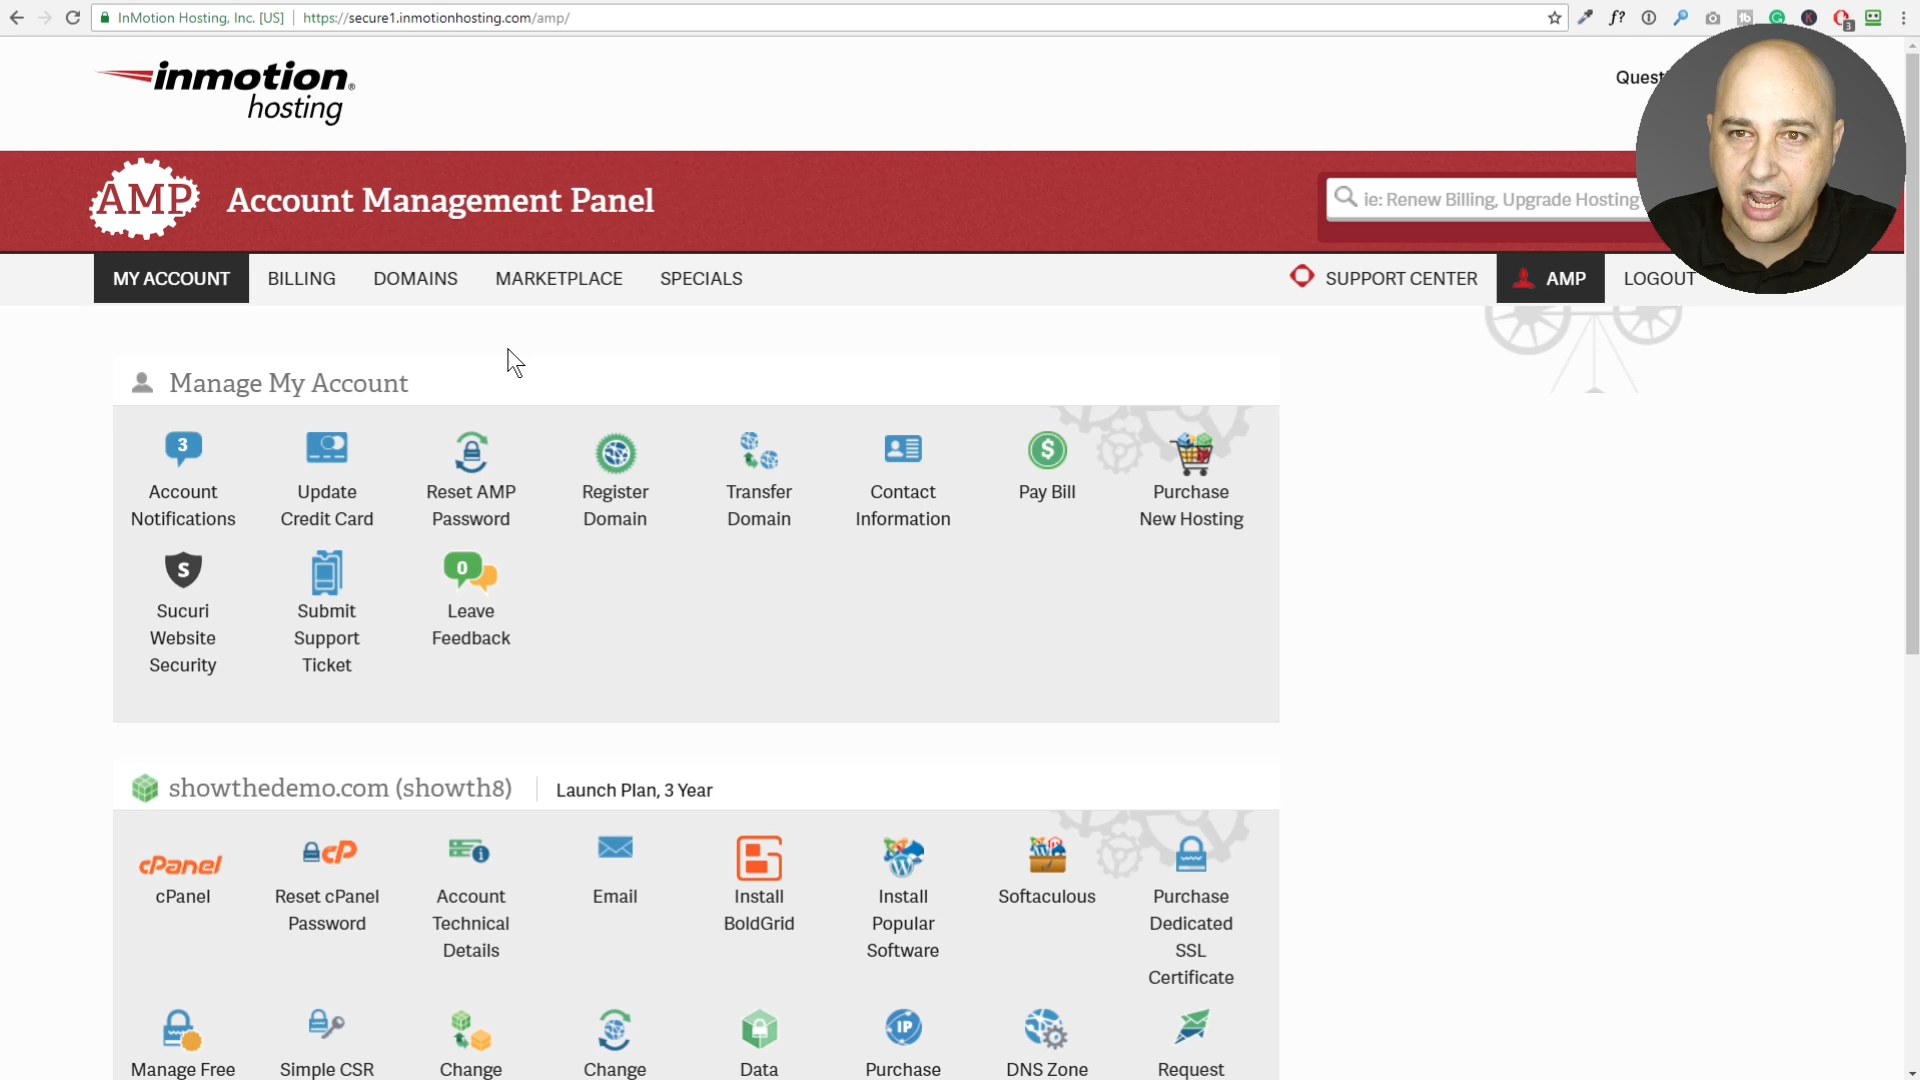 InMotion Hosting, Inc. [US] https://secure1.inmotionhosting.com/amp/
f?
3
inmotion
hosting
Quest
AMP Account Management Panel
ie: Renew Billing, Upgrade Hosting
MY ACCOUNT BILLING DOMAINS MARKETPLACE SPECIALS SUPPORT CENTER AMP LOGOUT
Manage My Account
3
$
Account Update Reset AMP Register Transfer Contact Pay Bill Purchase
Notifications Credit Card Password Domain Domain Information New Hosting
S
0
Sucuri Submit Leave
Website Support Feedback
Security Ticket
showthedemo.com (showth8) Launch Plan, 3 Year
cPanel cP
cPanel Reset cPanel Account Email Install Install Softaculous Purchase
Password Technical BoldGrid Popular Dedicated
Details Software SSL
Certificate
IP
Manage Free Simple CSR Change Change Data Purchase DNS Zone Request